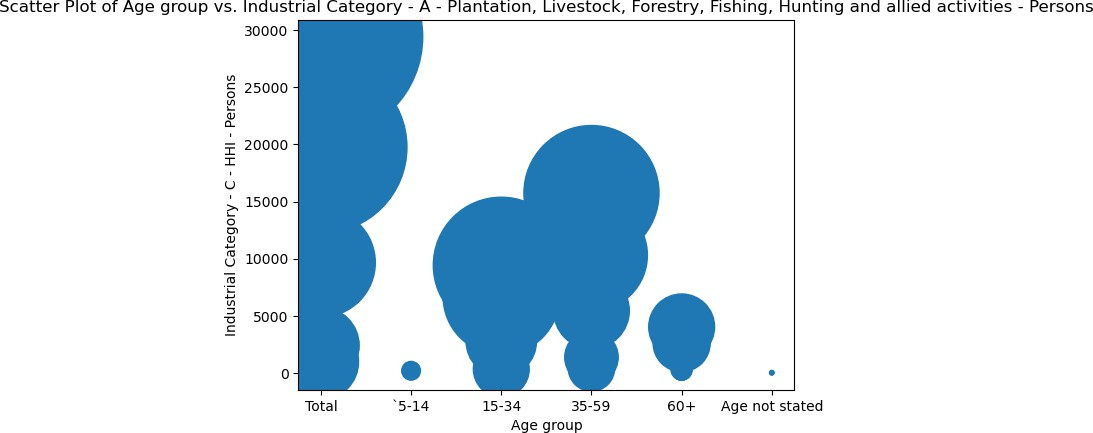 Scatter Plot of Age group vs. Industrial Category - A - Plantation, Livestock, Forestry, Fishing, Hunting and allied activities - Persons
Industrial Category - C - HHI - Persons
30000
25000
20000
15000
10000
5000
0
Total
`5-14
15-34
35-59
60+
Age not stated
Age group